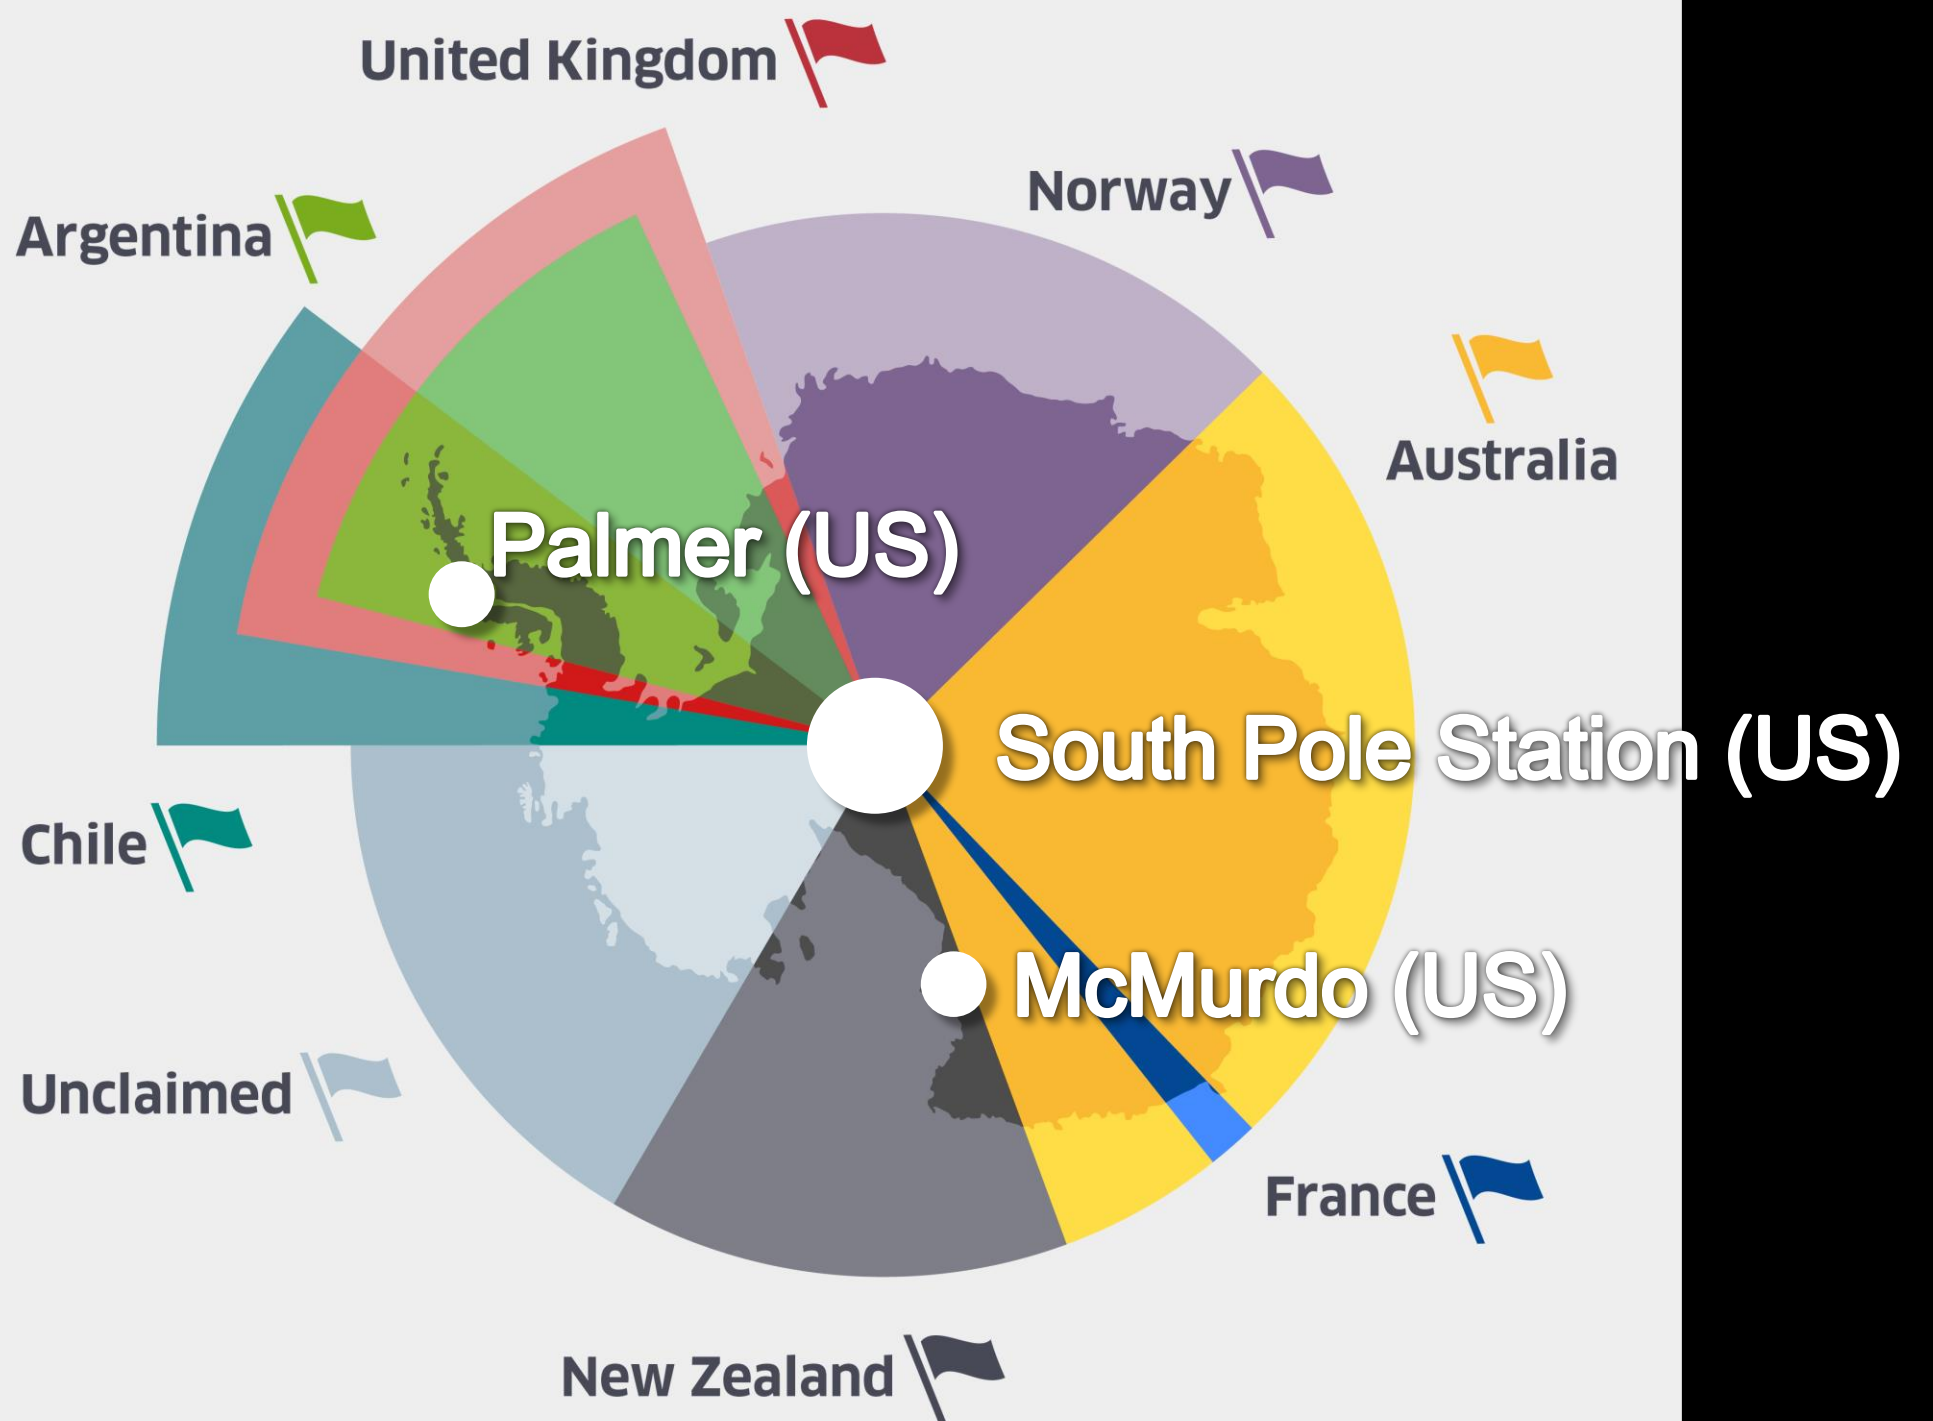 United Kingdom
Norway
Argentina
Australia
Palmer (US)
South Pole Station (US)
Chile
McMurdo (US)
Unclaimed
France
New Zealand